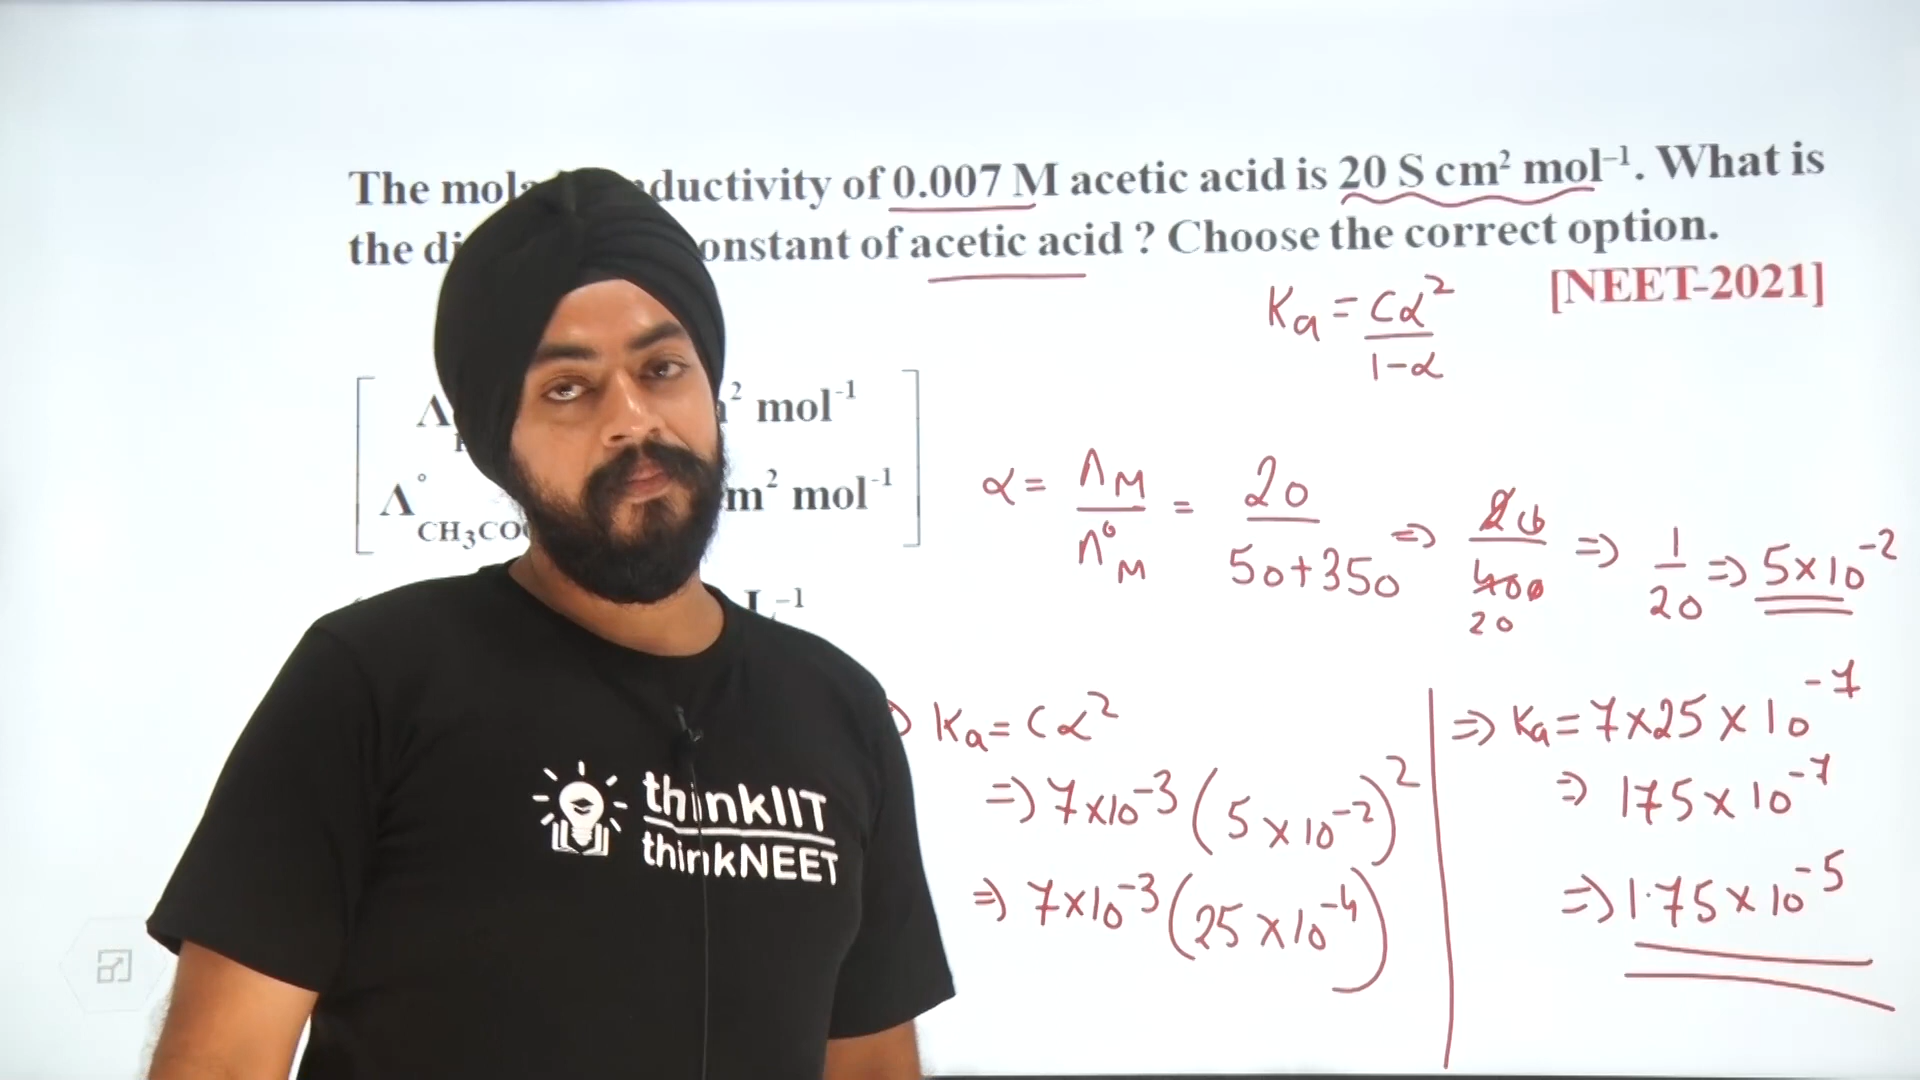 The ductivity of 0.007 M acetic acid is 20 S cm² mol⁻¹. What is
the onstant of acetic acid ? Choose the correct option.
[NEET-2021]
Kₐ = Cα² / 1-α
Λ ² mol⁻¹
Λ° CH₃CO m² mol⁻¹
L⁻¹
α = Λ_M / Λ°_M = 20 / 50+350 ⇒ 20 / 400 20 ⇒ 1 / 20 ⇒ 5×10⁻²
Kₐ = Cα²
⇒ 7×10⁻³ (5×10⁻²)²
⇒ 7×10⁻³ (25×10⁻⁴)
⇒ Kₐ = 7×25×10⁻⁷
⇒ 175×10⁻⁷
⇒ 1.75×10⁻⁵
thinkIIT
thinkNEET